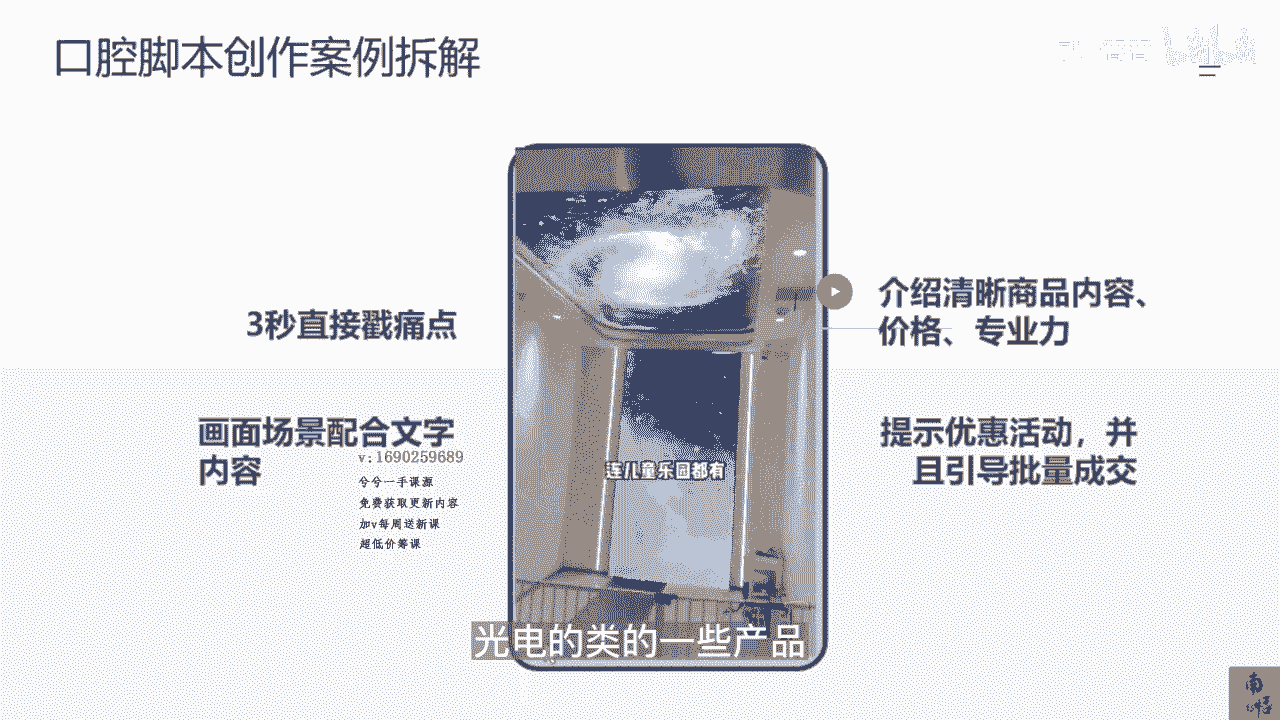 口腔脚本创作案例拆解
3秒直接戳痛点
画面场景配合文字
内容
v:1690259689
兮兮一手课源
免费获取更新内容
加v每周送新课
超低价筹课
连儿童乐园都有
介绍清晰商品内容、
价格、专业力
提示优惠活动，并
且引导批量成交
光电的类的一些产品